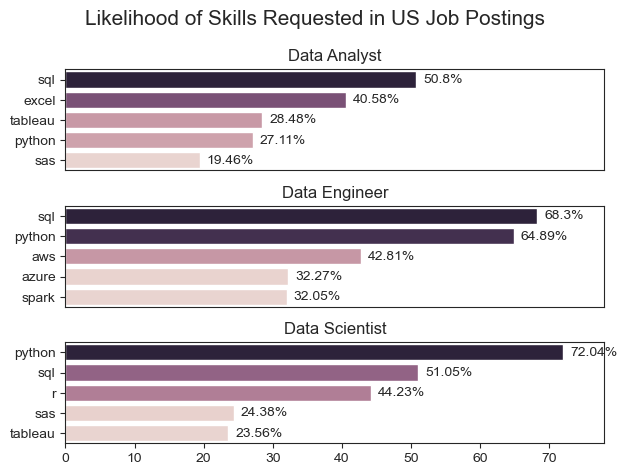 Likelihood of Skills Requested in US Job Postings
Data Analyst
sql 50.8%
excel 40.58%
tableau 28.48%
python 27.11%
sas 19.46%
Data Engineer
sql 68.3%
python 64.89%
aws 42.81%
azure 32.27%
spark 32.05%
Data Scientist
python 72.04%
sql 51.05%
r 44.23%
sas 24.38%
tableau 23.56%
0 10 20 30 40 50 60 70